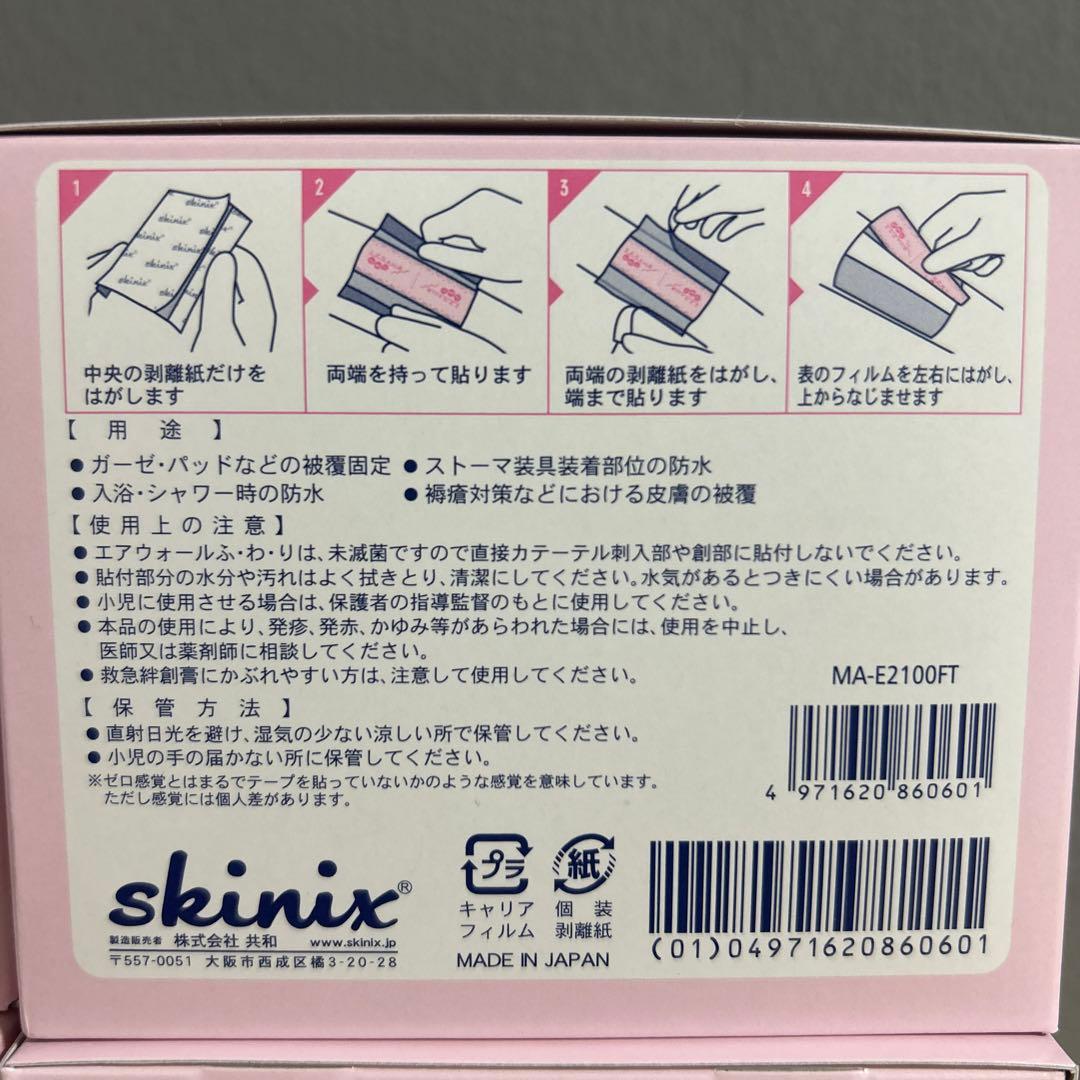 1
2
3
4
skinix
中央の剥離紙だけを
はがします
両端を持って貼ります
両端の剥離紙をはがし、
端まで貼ります
表のフィルムを左右にはがし、
上からなじませます
【用途】
●ガーゼ・パッドなどの被覆固定 ●ストーマ装具装着部位の防水
●入浴・シャワー時の防水 ●褥瘡対策などにおける皮膚の被覆
【使用上の注意】
●エアウォールふ・わ・りは、未滅菌ですので直接カテーテル刺入部や創部に貼付しないでください。
●貼付部分の水分や汚れはよく拭きとり、清潔にしてください。水気があるとつきにくい場合があります。
●小児に使用させる場合は、保護者の指導監督のもとに使用してください。
●本品の使用により、発疹、発赤、かゆみ等があらわれた場合には、使用を中止し、
医師又は薬剤師に相談してください。
●救急絆創膏にかぶれやすい方は、注意して使用してください。
MA-E2100FT
【保管方法】
●直射日光を避け、湿気の少ない涼しい所で保管してください。
●小児の手の届かない所に保管してください。
※ゼロ感覚とはまるでテープを貼っていないかのような感覚を意味しています。
ただし感覚には個人差があります。
4 971620 860601
skinix®
製造販売者 株式会社 共和 www.skinix.jp
〒557-0051 大阪市西成区橘3-20-28
プラ
紙
キャリア
フィルム
個装
剥離紙
MADE IN JAPAN
(01)04971620860601